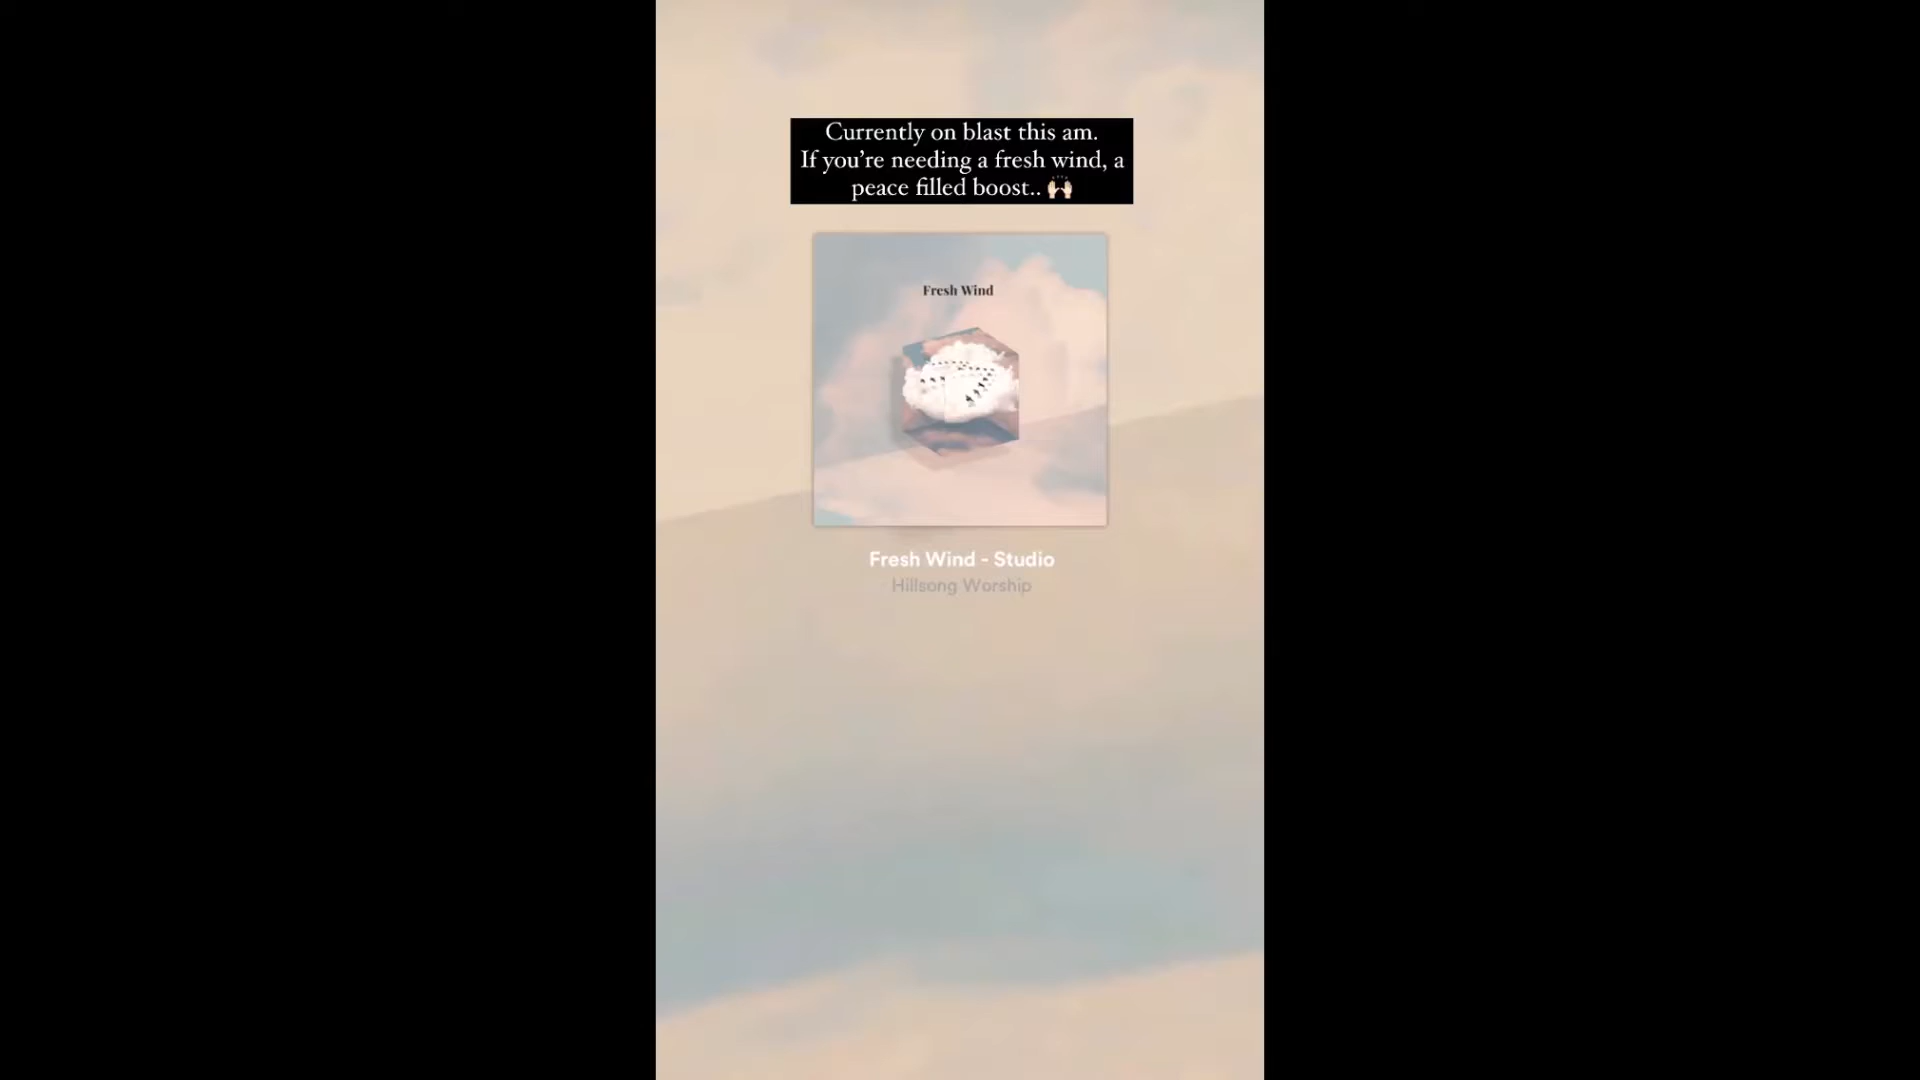 Currently on blast this am.
If you’re needing a fresh wind, a
peace filled boost.. 🙌🏻
Fresh Wind
Fresh Wind - Studio
Hillsong Worship